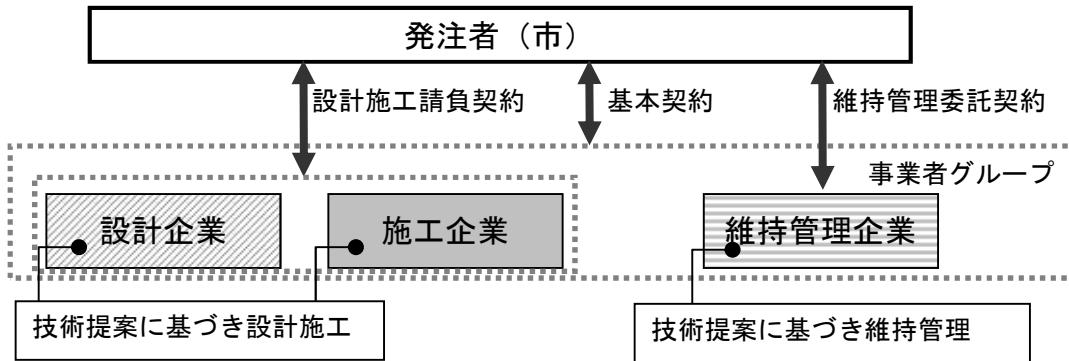 発注者（市）
設計施工請負契約
基本契約
維持管理委託契約
事業者グループ
設計企業
施工企業
維持管理企業
技術提案に基づき設計施工
技術提案に基づき維持管理